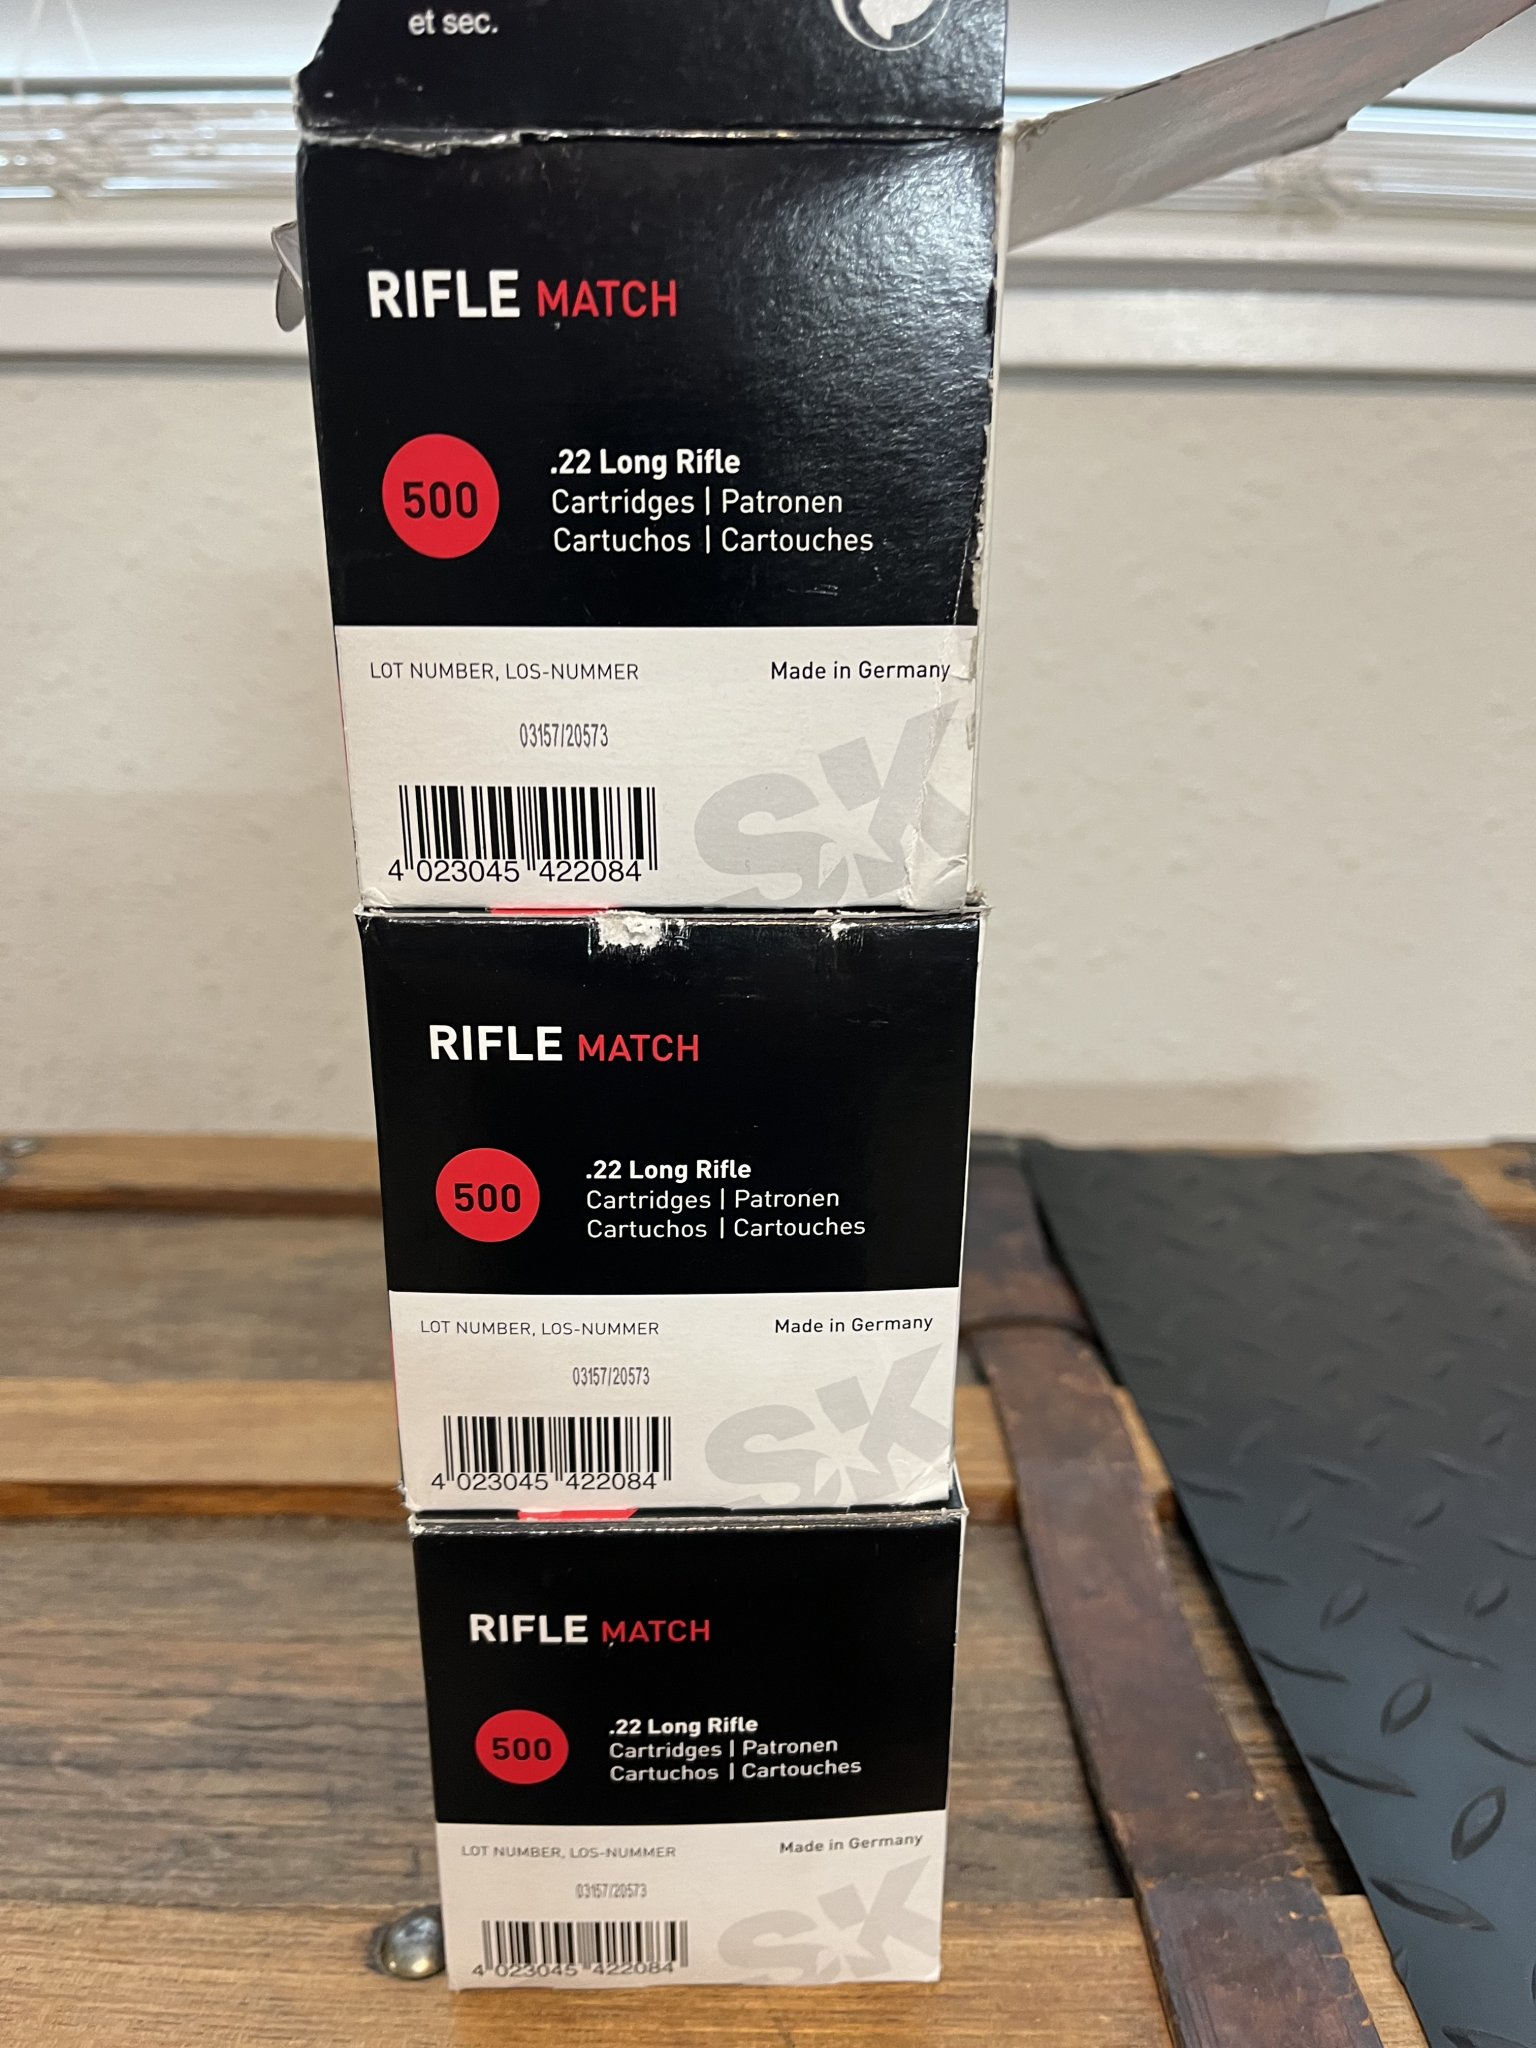 et sec.
RIFLE MATCH
500
.22 Long Rifle
Cartridges | Patronen
Cartuchos | Cartouches
LOT NUMBER, LOS-NUMMER
Made in Germany
03157/20573
SK
4 023045 422084
RIFLE MATCH
500
.22 Long Rifle
Cartridges | Patronen
Cartuchos | Cartouches
LOT NUMBER, LOS-NUMMER
Made in Germany
03157/20573
SK
4 023045 422084
RIFLE MATCH
500
.22 Long Rifle
Cartridges | Patronen
Cartuchos | Cartouches
LOT NUMBER, LOS-NUMMER
Made in Germany
03157/20573
SK
4 023045 422084